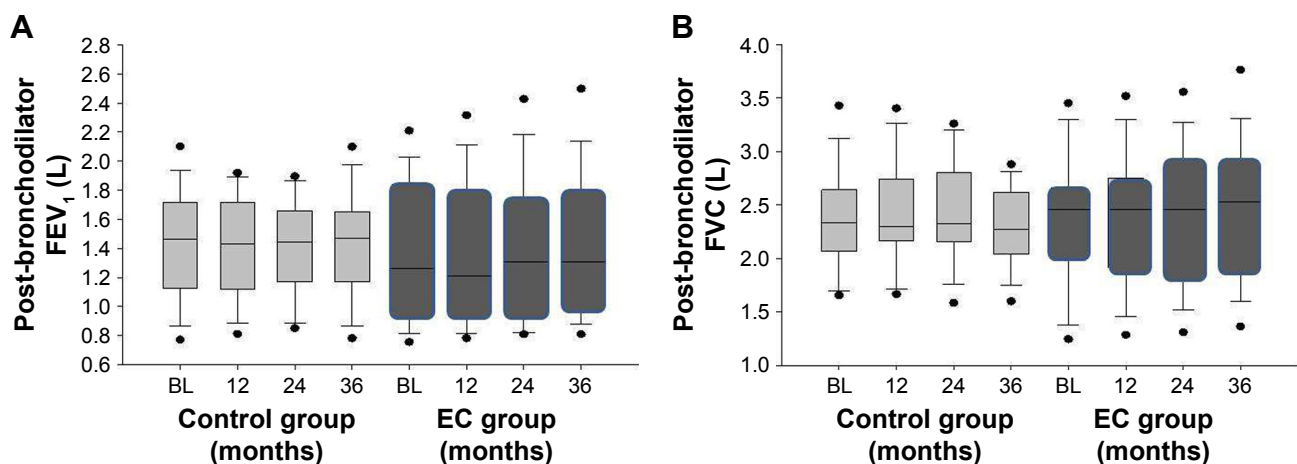 A
Post-bronchodilator
FEV1 (L)
2.8
2.6
2.4
2.2
2.0
1.8
1.6
1.4
1.2
1.0
0.8
0.6
BL 12 24 36 BL 12 24 36
Control group EC group
(months) (months)
B
Post-bronchodilator
FVC (L)
4.0
3.5
3.0
2.5
2.0
1.5
1.0
BL 12 24 36 BL 12 24 36
Control group EC group
(months) (months)